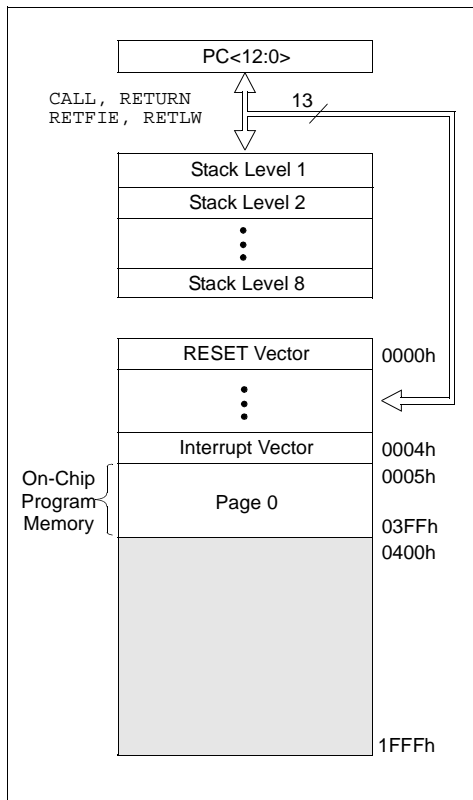 PC<12:0>
CALL, RETURN
RETFIE, RETLW
13
Stack Level 1
Stack Level 2
Stack Level 8
RESET Vector
0000h
Interrupt Vector
0004h
On-Chip
Program
Memory
0005h
Page 0
03FFh
0400h
1FFFh